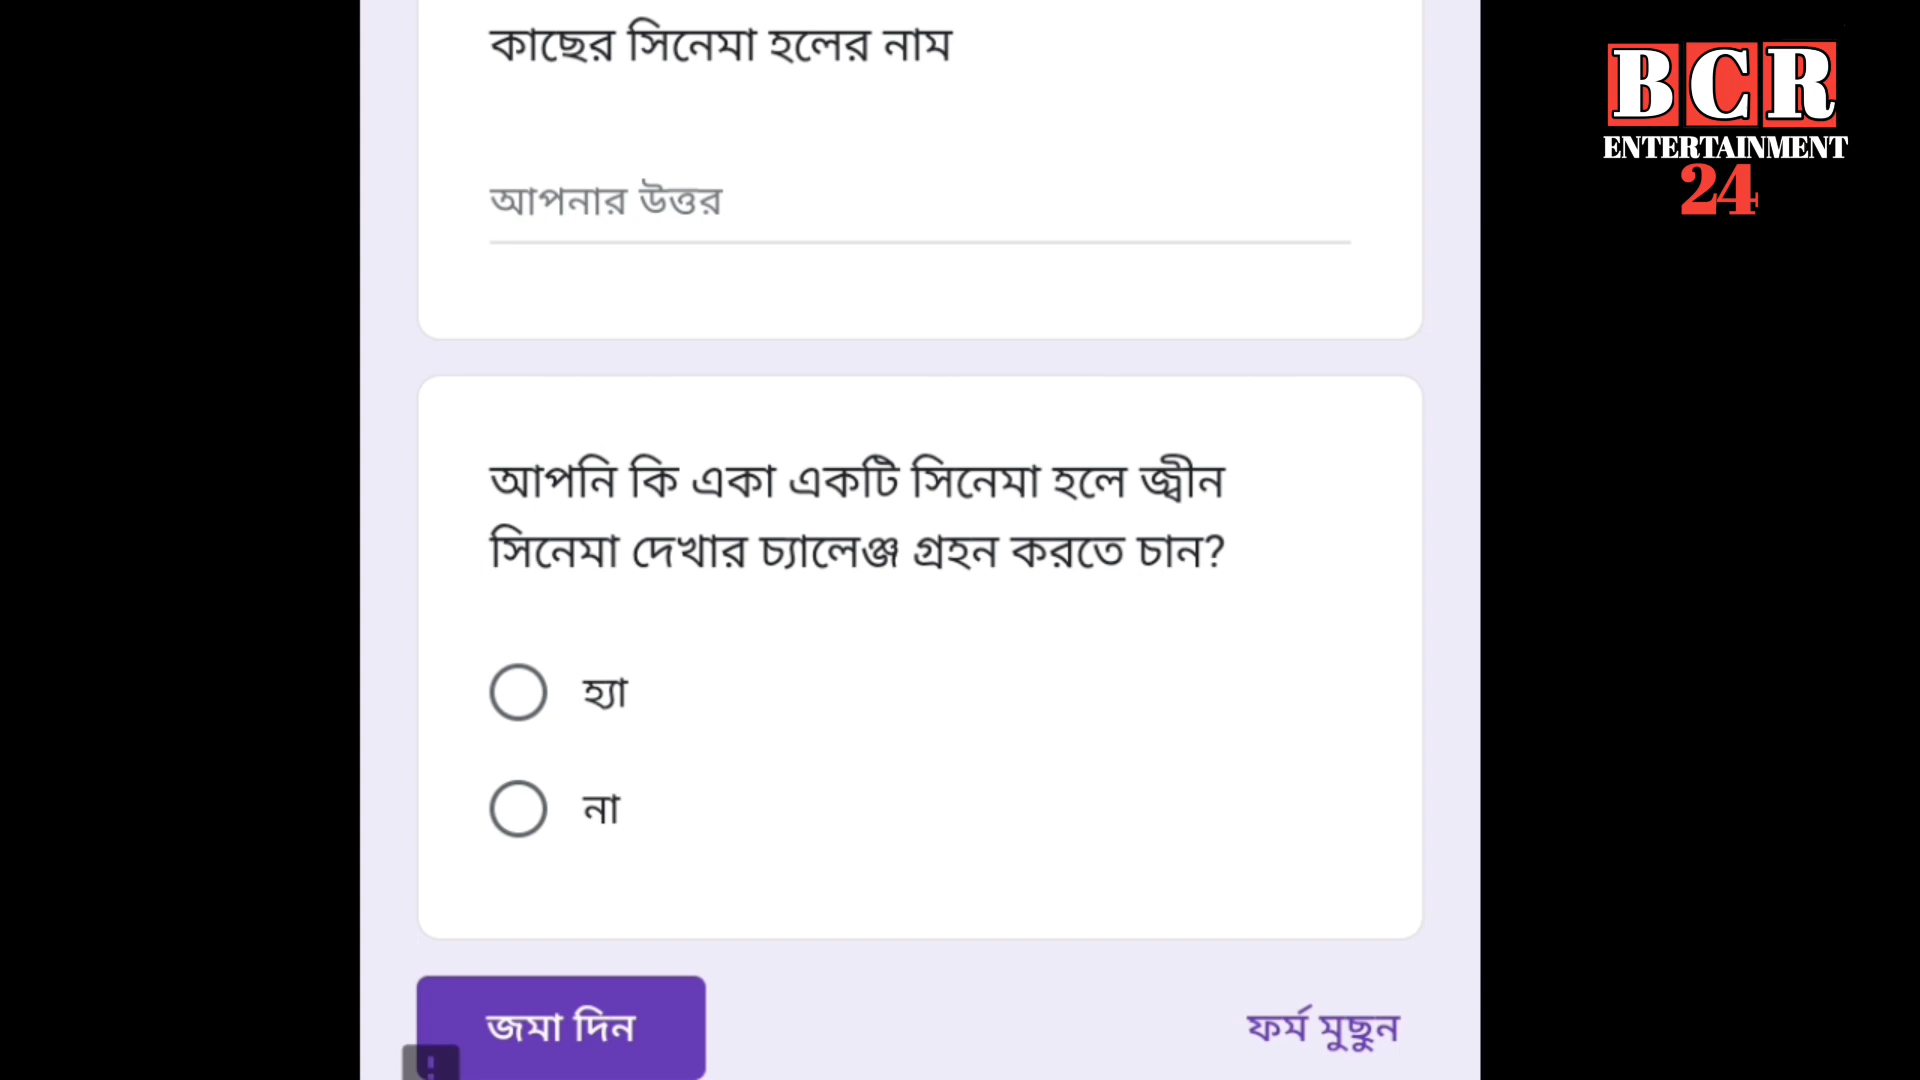 কাছের সিনেমা হলের নাম
আপনার উত্তর
আপনি কি একা একটি সিনেমা হলে জ্বীন
সিনেমা দেখার চ্যালেঞ্জ গ্রহন করতে চান?
হ্যা
না
জমা দিন
ফর্ম মুছুন
BCR
ENTERTAINMENT
24